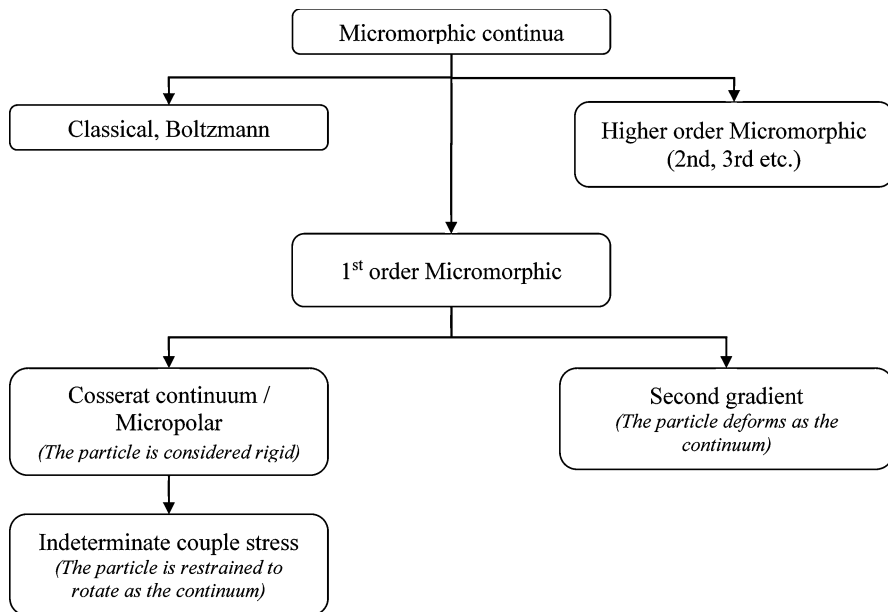 Micromorphic continua
Classical, Boltzmann
Higher order Micromorphic
(2nd, 3rd etc.)
1st order Micromorphic
Cosserat continuum /
Micropolar
(The particle is considered rigid)
Second gradient
(The particle deforms as the
continuum)
Indeterminate couple stress
(The particle is restrained to
rotate as the continuum)